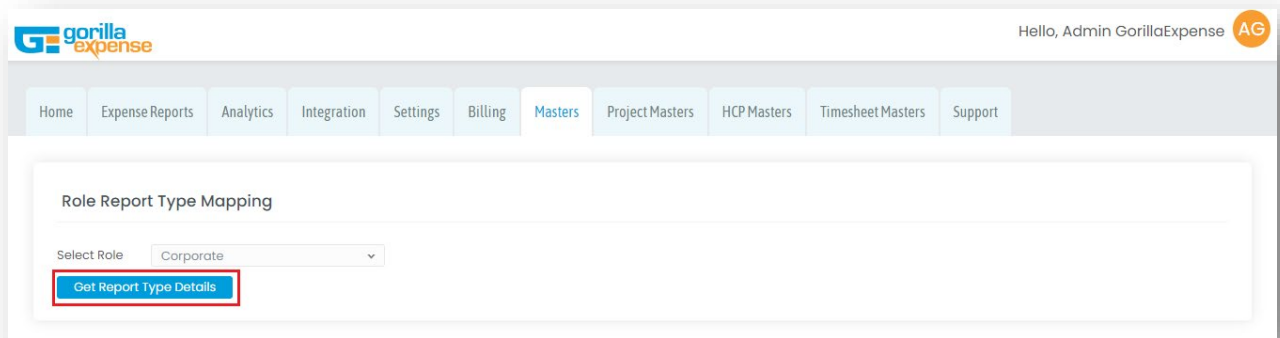 gorilla
expense
Hello, Admin GorillaExpense AG
Home Expense Reports Analytics Integration Settings Billing Masters Project Masters HCP Masters Timesheet Masters Support
Role Report Type Mapping
Select Role Corporate
Get Report Type Details